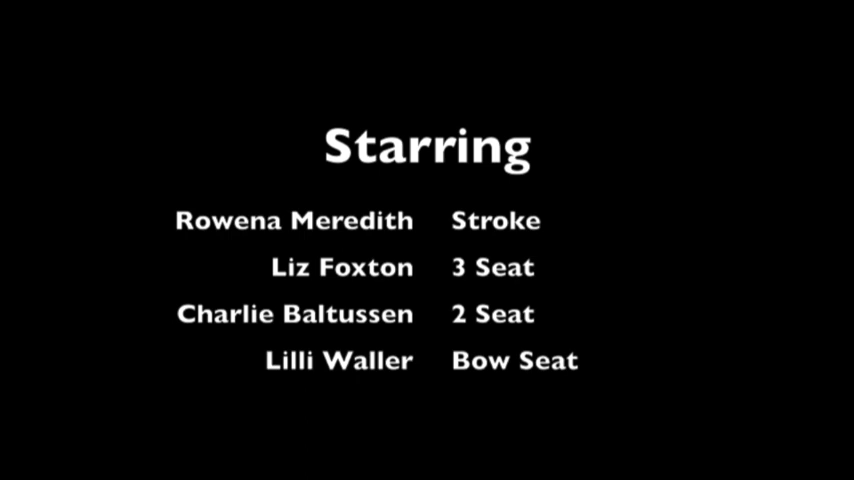 Starring
Rowena Meredith Stroke
Liz Foxton 3 Seat
Charlie Baltussen 2 Seat
Lilli Waller Bow Seat